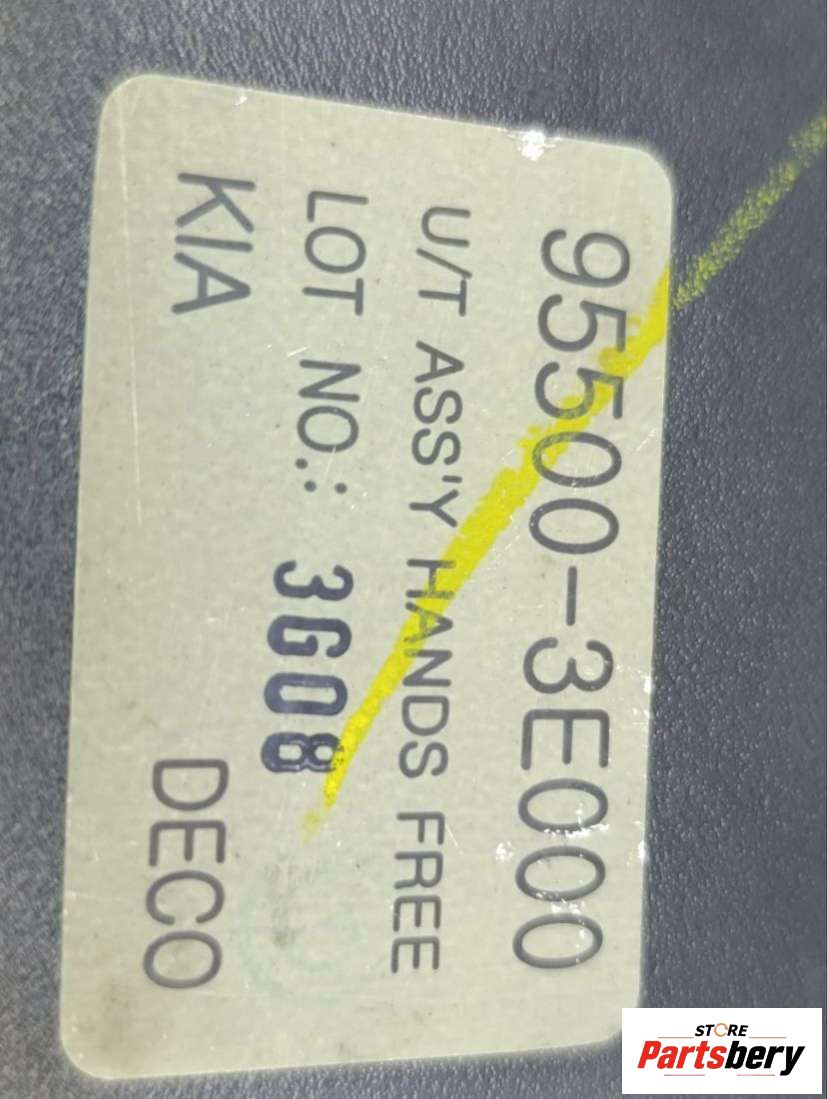 95500-3E000
U/T ASS'Y HANDS FREE
LOT NO.: 3G08
KIA DECO
STORE
Partsbery